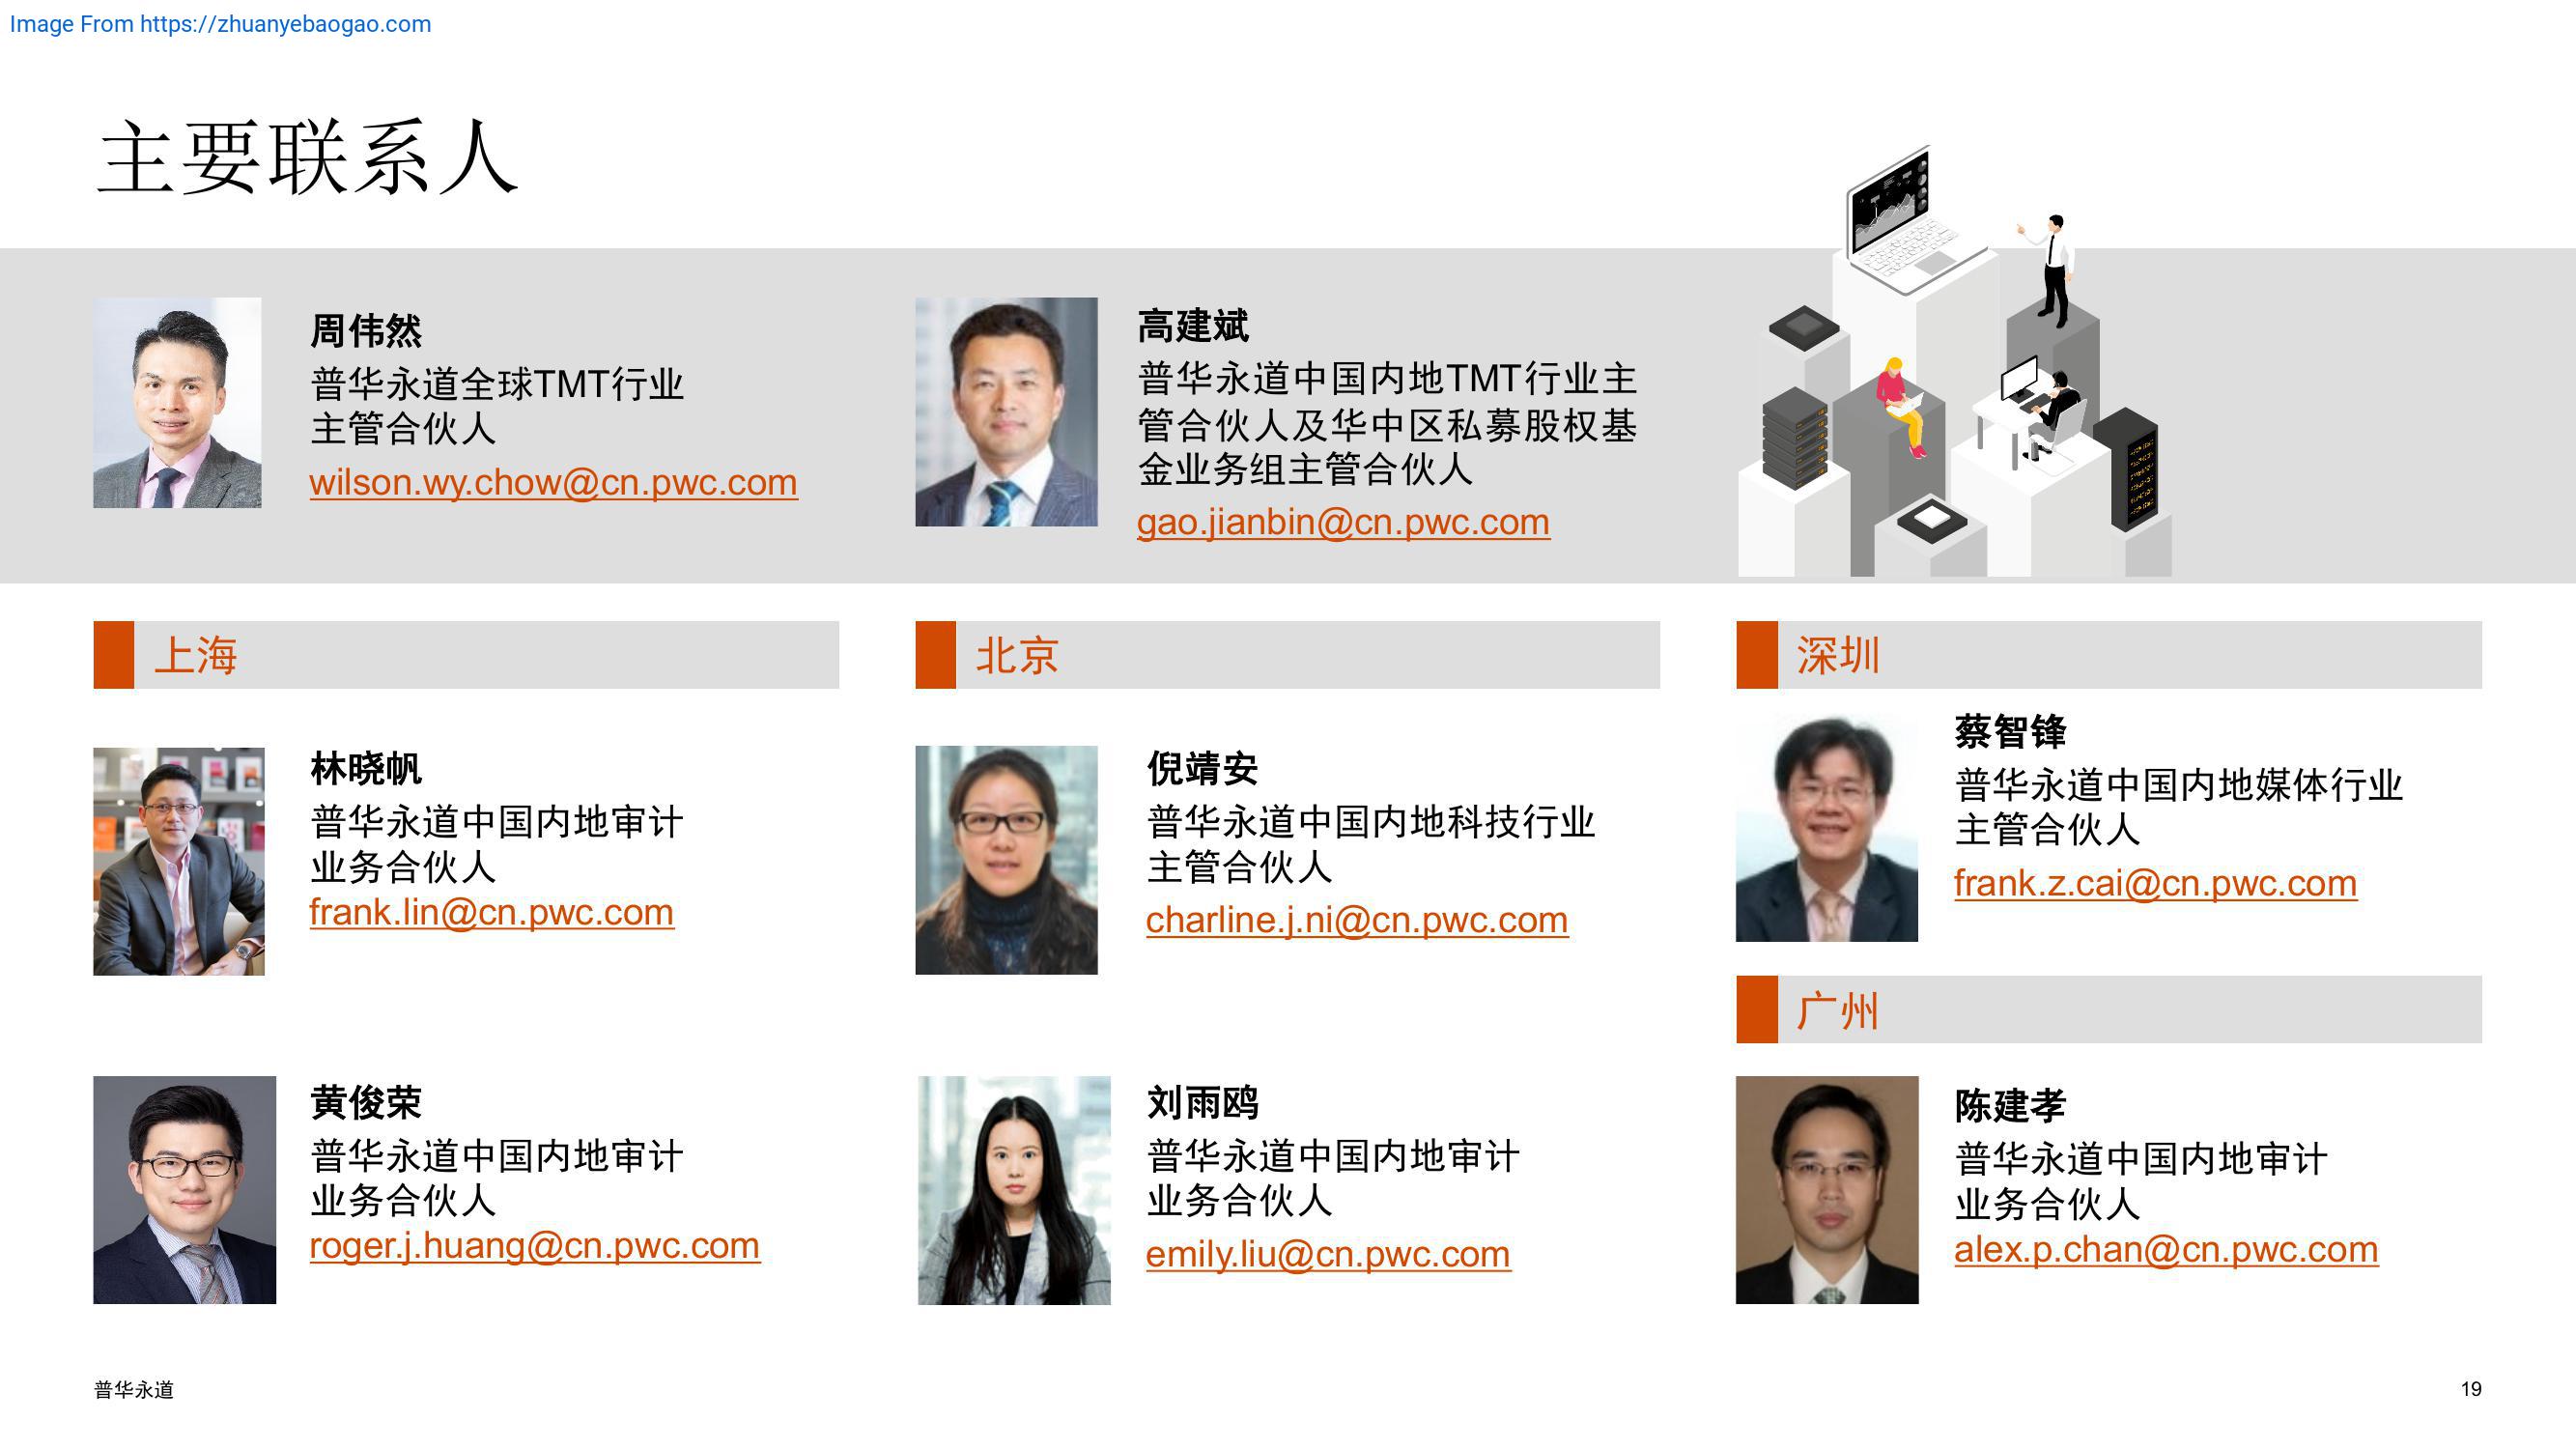 Image From https://zhuanyebaogao.com
主要联系人
周伟然
普华永道全球TMT行业
主管合伙人
wilson.wy.chow@cn.pwc.com
高建斌
普华永道中国内地TMT行业主
管合伙人及华中区私募股权基
金业务组主管合伙人
gao.jianbin@cn.pwc.com
上海
林晓帆
普华永道中国内地审计
业务合伙人
frank.lin@cn.pwc.com
黄俊荣
普华永道中国内地审计
业务合伙人
roger.j.huang@cn.pwc.com
北京
倪靖安
普华永道中国内地科技行业
主管合伙人
charline.j.ni@cn.pwc.com
刘雨鸥
普华永道中国内地审计
业务合伙人
emily.liu@cn.pwc.com
深圳
蔡智锋
普华永道中国内地媒体行业
主管合伙人
frank.z.cai@cn.pwc.com
广州
陈建孝
普华永道中国内地审计
业务合伙人
alex.p.chan@cn.pwc.com
普华永道
19